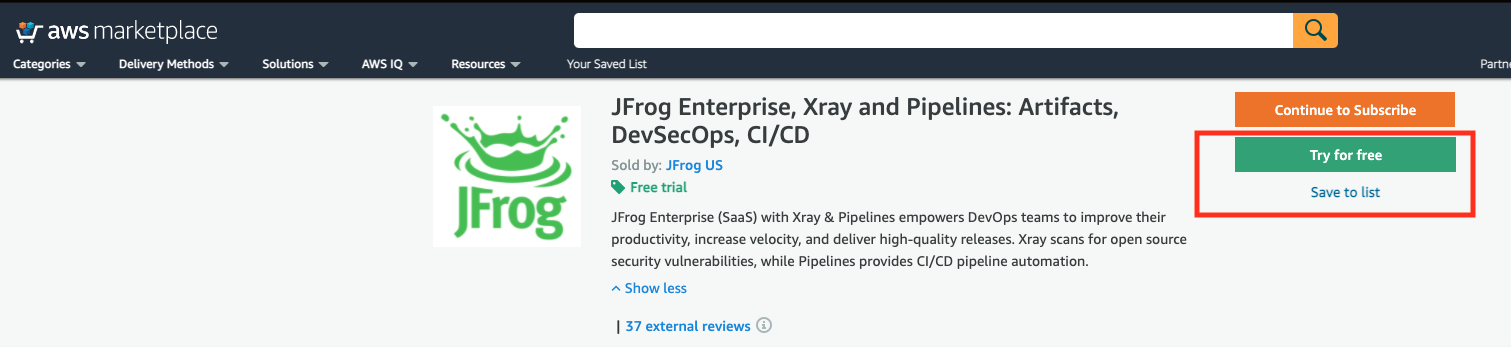 aws marketplace
Categories Delivery Methods Solutions AWS IQ Resources Your Saved List Partne
JFrog
JFrog Enterprise, Xray and Pipelines: Artifacts,
DevSecOps, CI/CD
Sold by: JFrog US
Free trial
JFrog Enterprise (SaaS) with Xray & Pipelines empowers DevOps teams to improve their
productivity, increase velocity, and deliver high-quality releases. Xray scans for open source
security vulnerabilities, while Pipelines provides CI/CD pipeline automation.
Show less
| 37 external reviews
Continue to Subscribe
Try for free
Save to list